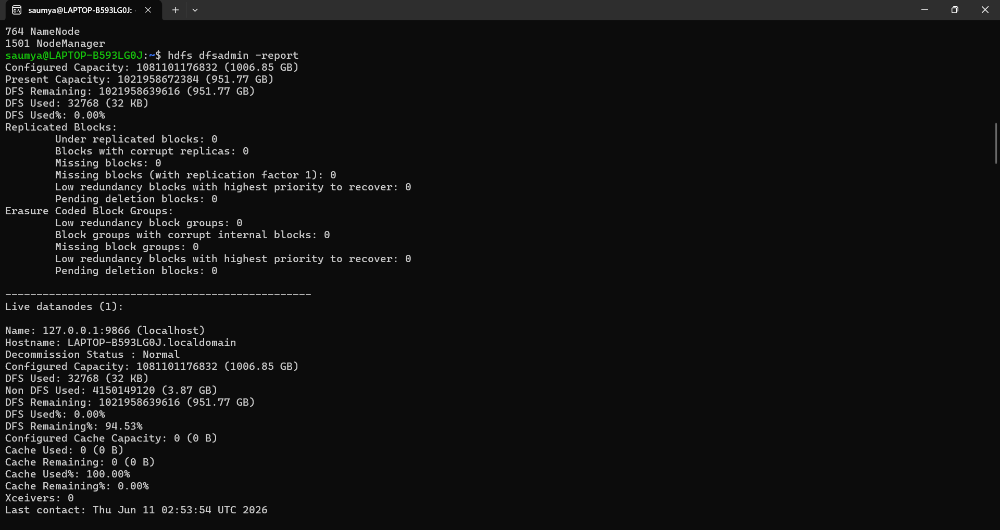 saumya@LAPTOP-B593LG0J: ·
764 NameNode
1501 NodeManager
saumya@LAPTOP-B593LG0J:~$ hdfs dfsadmin -report
Configured Capacity: 1081101176832 (1006.85 GB)
Present Capacity: 1021958672384 (951.77 GB)
DFS Remaining: 1021958639616 (951.77 GB)
DFS Used: 32768 (32 KB)
DFS Used%: 0.00%
Replicated Blocks:
        Under replicated blocks: 0
        Blocks with corrupt replicas: 0
        Missing blocks: 0
        Missing blocks (with replication factor 1): 0
        Low redundancy blocks with highest priority to recover: 0
        Pending deletion blocks: 0
Erasure Coded Block Groups:
        Low redundancy block groups: 0
        Block groups with corrupt internal blocks: 0
        Missing block groups: 0
        Low redundancy blocks with highest priority to recover: 0
        Pending deletion blocks: 0

-------------------------------------------------
Live datanodes (1):

Name: 127.0.0.1:9866 (localhost)
Hostname: LAPTOP-B593LG0J.localdomain
Decommission Status : Normal
Configured Capacity: 1081101176832 (1006.85 GB)
DFS Used: 32768 (32 KB)
Non DFS Used: 4150149120 (3.87 GB)
DFS Remaining: 1021958639616 (951.77 GB)
DFS Used%: 0.00%
DFS Remaining%: 94.53%
Configured Cache Capacity: 0 (0 B)
Cache Used: 0 (0 B)
Cache Remaining: 0 (0 B)
Cache Used%: 100.00%
Cache Remaining%: 0.00%
Xceivers: 0
Last contact: Thu Jun 11 02:53:54 UTC 2026